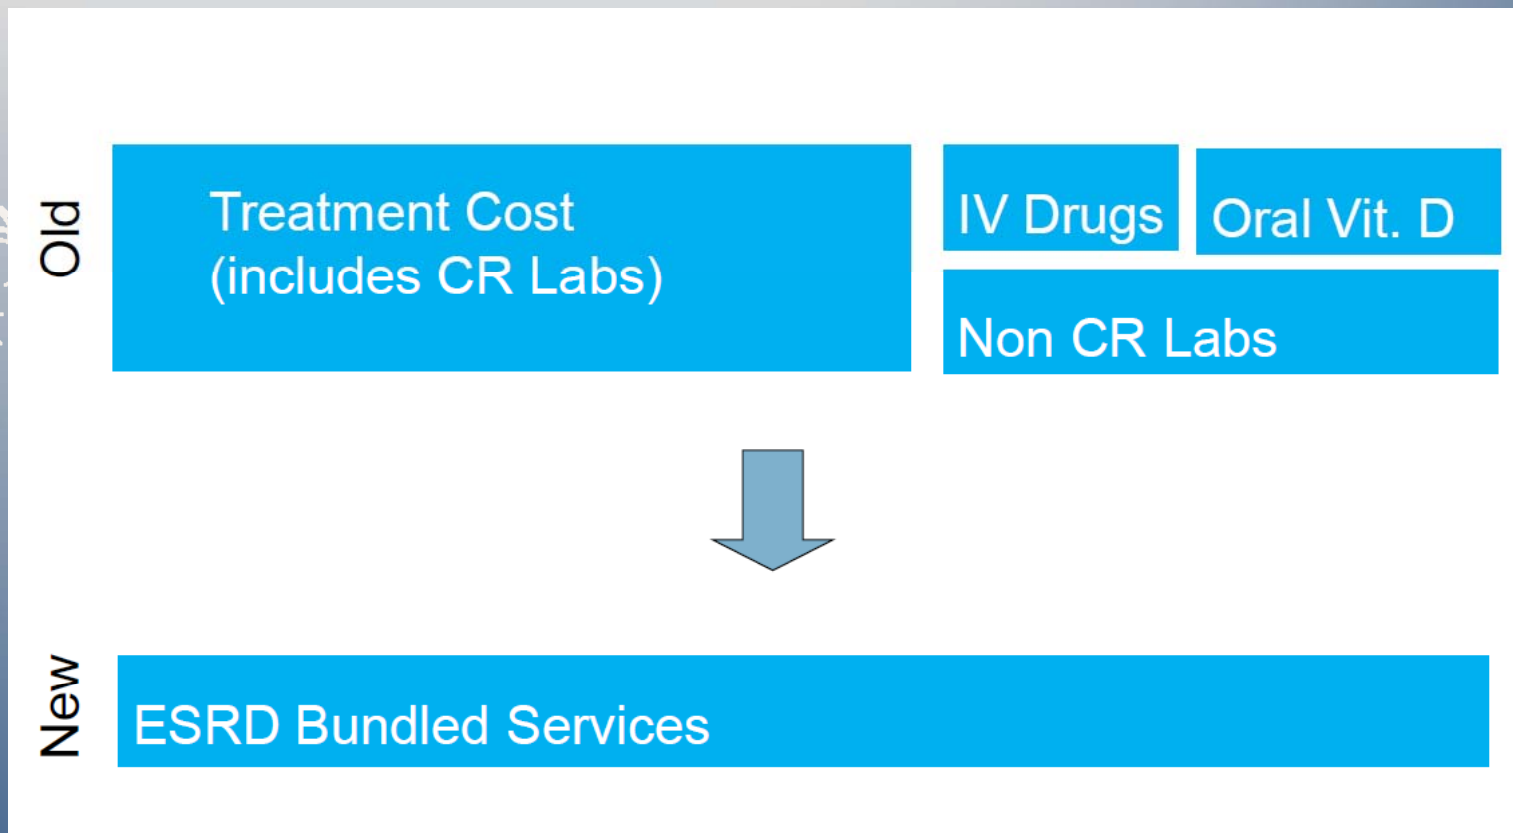 Old
Treatment Cost
(includes CR Labs)
IV Drugs
Oral Vit. D
Non CR Labs
New
ESRD Bundled Services